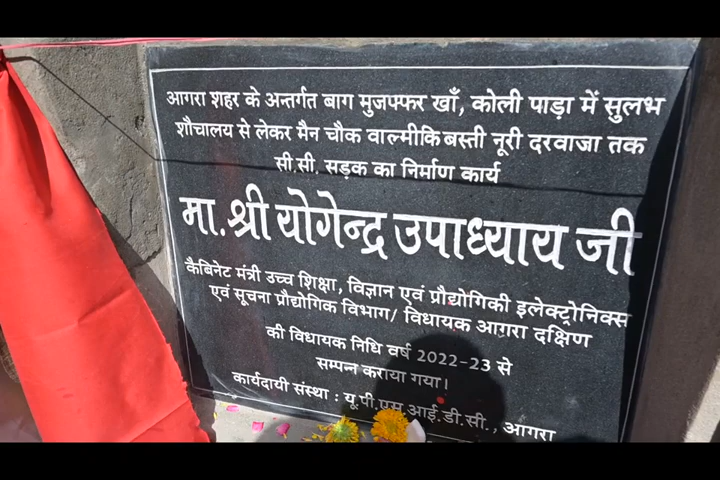 आगरा शहर के अन्तर्गत बाग मुजफ्फर खाँ, कोली पाड़ा में सुलभ
शौचालय से लेकर मैन चौक वाल्मीकि बस्ती नूरी दरवाजा तक
सी.सी. सड़क का निर्माण कार्य
मा.श्री योगेन्द्र उपाध्याय जी
कैबिनेट मंत्री उच्च शिक्षा, विज्ञान एवं प्रौद्योगिकी इलेक्ट्रोनिक्स
एवं सूचना प्रौद्योगिक विभाग/ विधायक आगरा दक्षिण
की विधायक निधि वर्ष 2022-23 से
सम्पन्न कराया गया।
कार्यदायी संस्था : यू.पी.एस.आई.डी.सी., आगरा